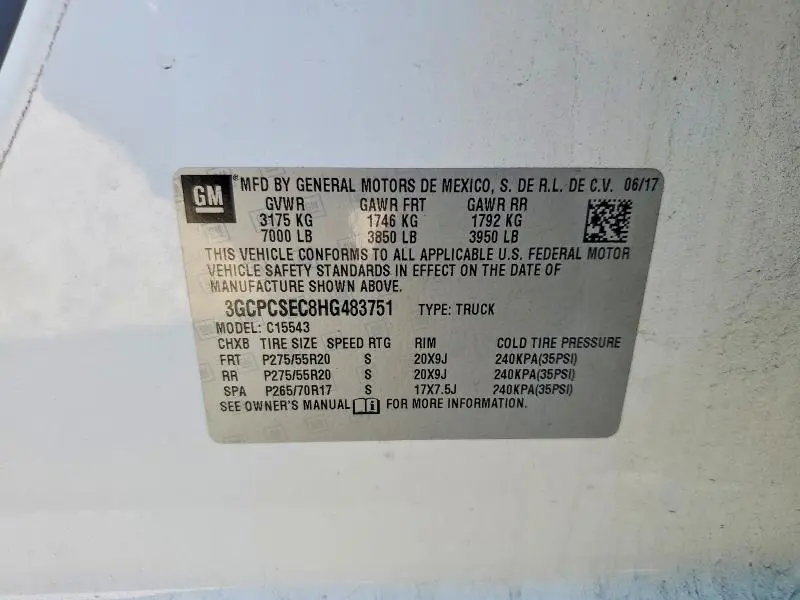 GM ® MFD BY GENERAL MOTORS DE MEXICO, S. DE R.L. DE C.V. 06/17
GVWR GAWR FRT GAWR RR
3175 KG 1746 KG 1792 KG
7000 LB 3850 LB 3950 LB
THIS VEHICLE CONFORMS TO ALL APPLICABLE U.S. FEDERAL MOTOR
VEHICLE SAFETY STANDARDS IN EFFECT ON THE DATE OF
MANUFACTURE SHOWN ABOVE.
3GCPCSEC8HG483751 TYPE: TRUCK
MODEL: C15543
CHXB TIRE SIZE SPEED RTG RIM COLD TIRE PRESSURE
FRT P275/55R20 S 20X9J 240KPA(35PSI)
RR P275/55R20 S 20X9J 240KPA(35PSI)
SPA P265/70R17 S 17X7.5J 240KPA(35PSI)
SEE OWNER'S MANUAL FOR MORE INFORMATION.